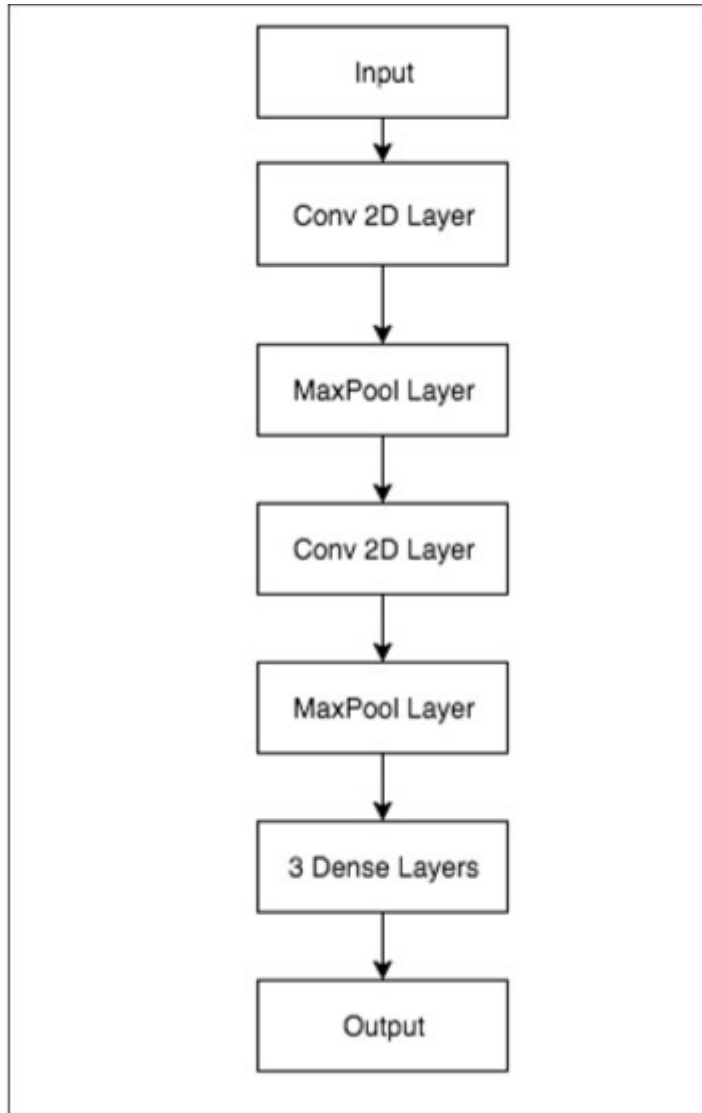 Input
Conv 2D Layer
MaxPool Layer
Conv 2D Layer
MaxPool Layer
3 Dense Layers
Output